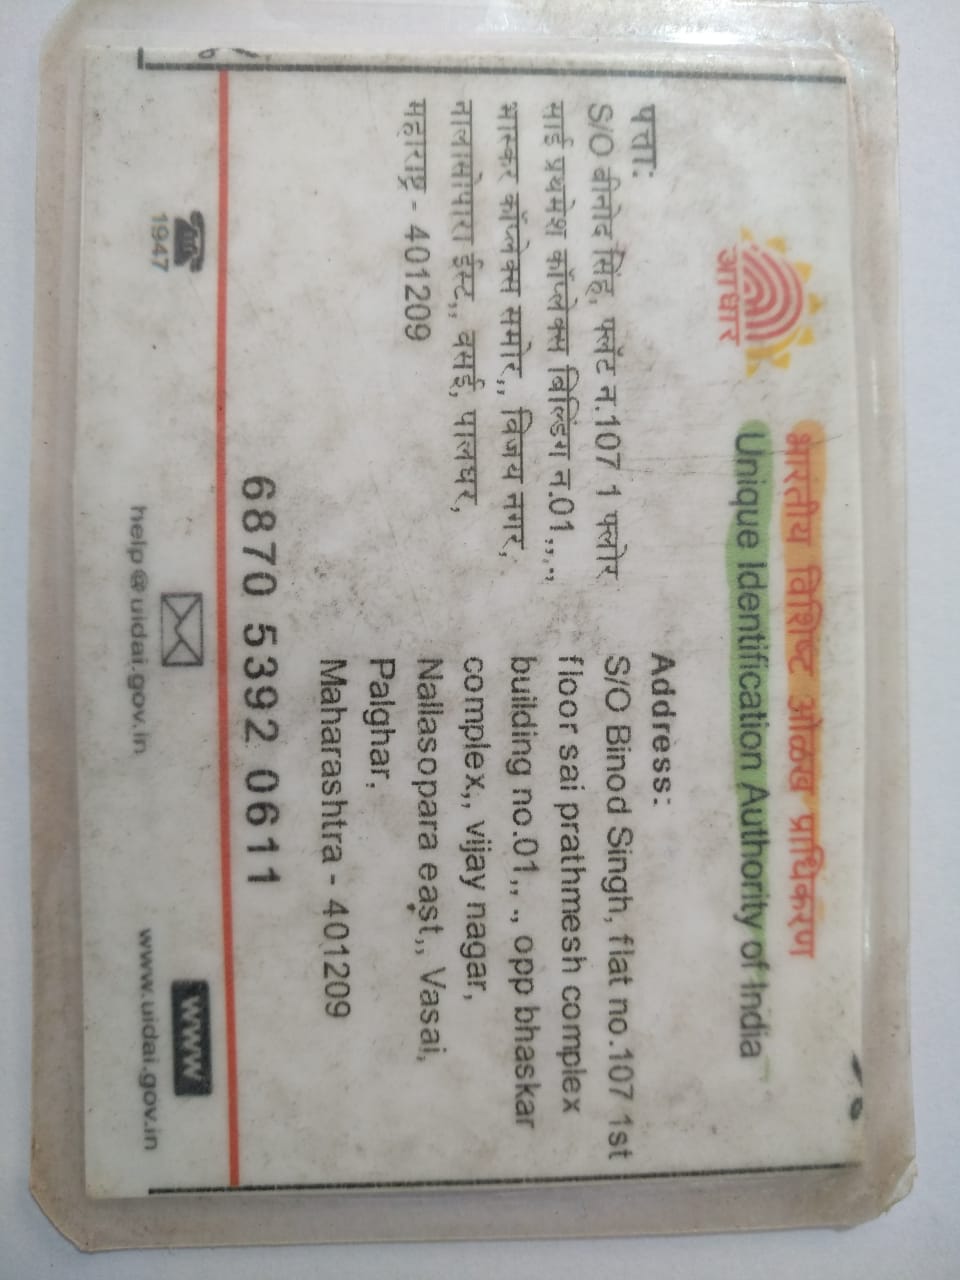 भारतीय विशिष्ट ओळख प्राधिकरण
Unique Identification Authority of India
आधार
पत्ता:
S/O बीनोद सिंह, फ्लॅट न.107 1 फ्लोर
साई प्रथमेश कॉप्लेक्स बिल्डिंग न.01,,,.,
भास्कर कॉप्लेक्स समोर,, विजय नगर,
नालासोपारा ईस्ट,, वसई, पालघर,
महाराष्ट्र - 401209
Address:
S/O Binod Singh, flat no.107 1st
floor sai prathmesh complex
building no.01,, ., opp bhaskar
complex,, vijay nagar,
Nallasopara east,, Vasai,
Palghar,
Maharashtra - 401209
6870 5392 0611
1947
help@uidai.gov.in
www
www.uidai.gov.in